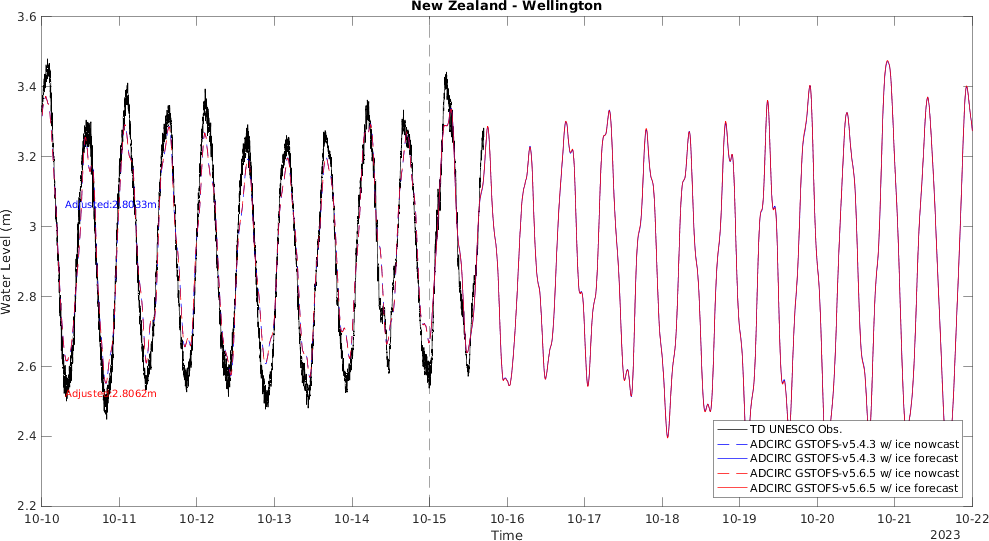 New Zealand - Wellington
3.6
3.4
3.2
3
2.8
2.6
2.4
2.2
Water Level (m)
Adjusted:2.8033m
Adjusted:2.8062m
TD UNESCO Obs.
ADCIRC GSTOFS-v5.4.3 w/ ice nowcast
ADCIRC GSTOFS-v5.4.3 w/ ice forecast
ADCIRC GSTOFS-v5.6.5 w/ ice nowcast
ADCIRC GSTOFS-v5.6.5 w/ ice forecast
10-10 10-11 10-12 10-13 10-14 10-15 10-16 10-17 10-18 10-19 10-20 10-21 10-22
Time
2023